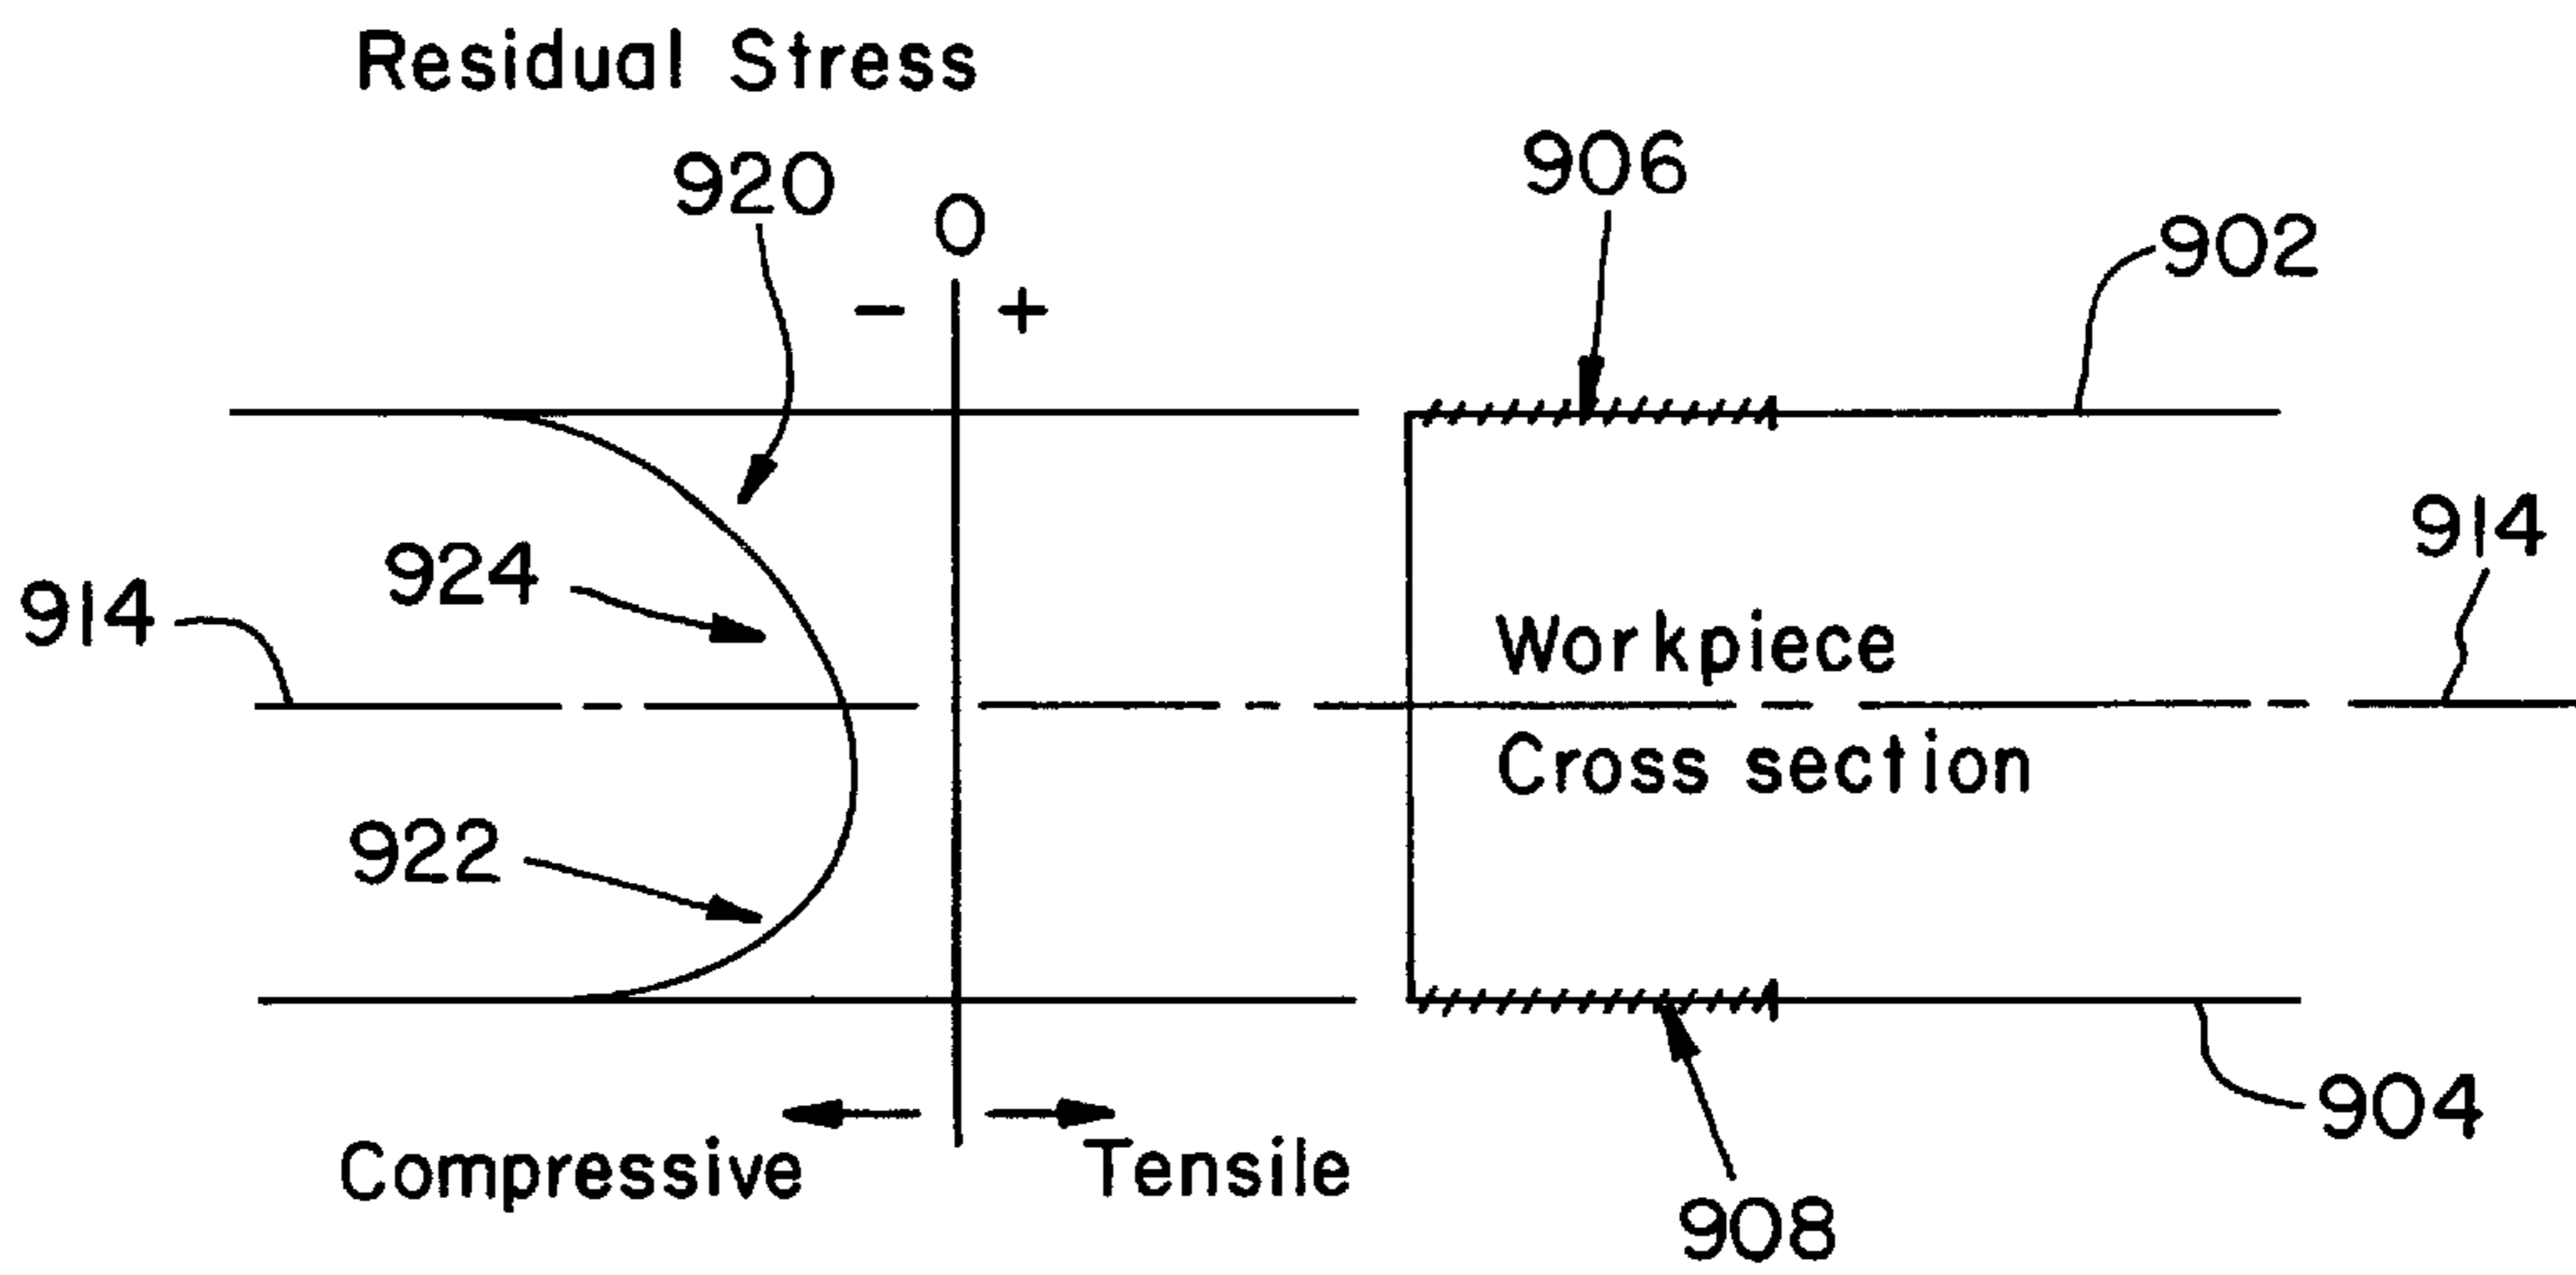 Residual Stress
920
0
- +
906
902
924
914
914
Workpiece
Cross section
922
Compressive
Tensile
904
908